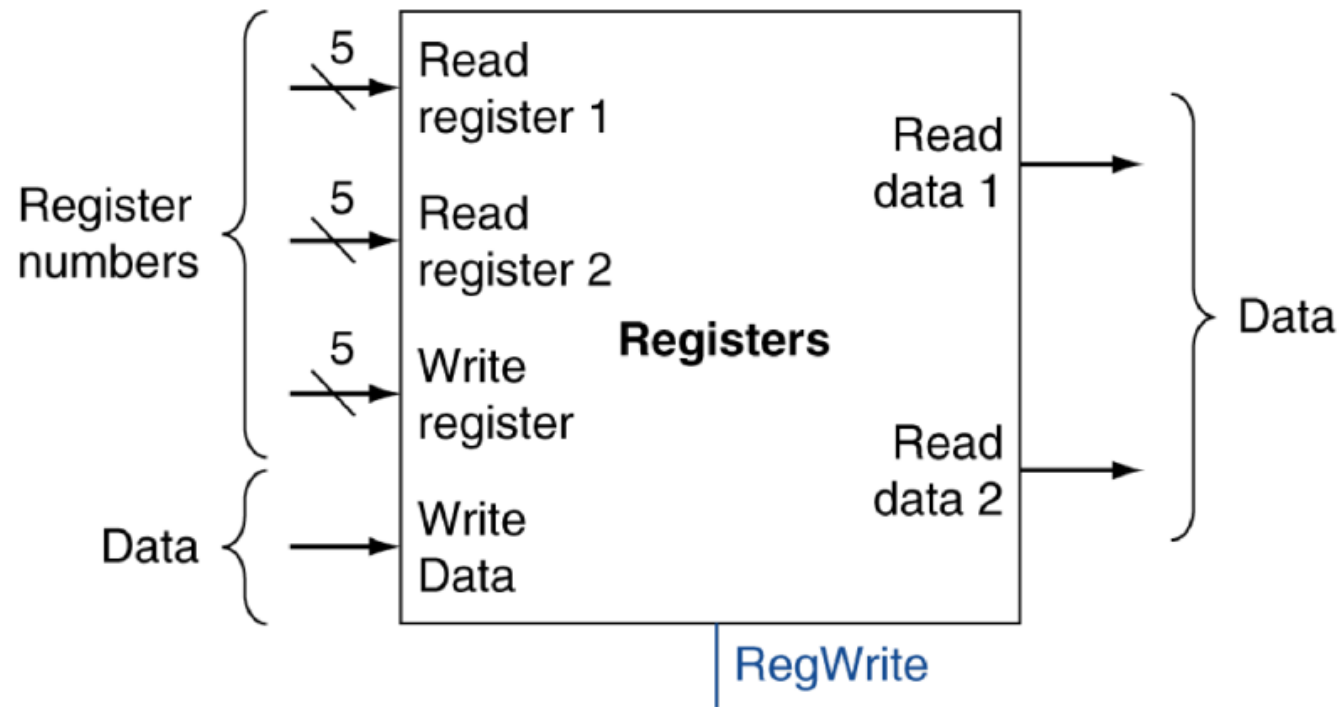 5
Read
register 1
5
Read
register 2
Register
numbers
5
Write
register
Registers
Data
Write
Data
Read
data 1
Read
data 2
Data
RegWrite